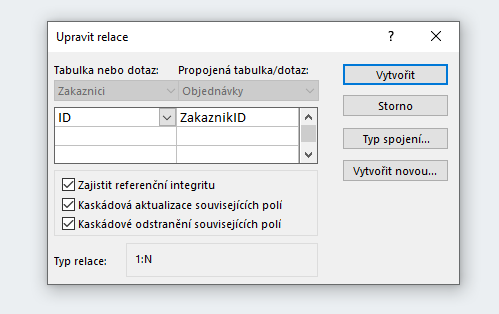 Upravit relace
Tabulka nebo dotaz: Propojená tabulka/dotaz:
Zakaznici Objednávky
ID ZakaznikID
Zajistit referenční integritu
Kaskádová aktualizace souvisejících polí
Kaskádové odstranění souvisejících polí
Typ relace: 1:N
Vytvořit
Storno
Typ spojení...
Vytvořit novou...